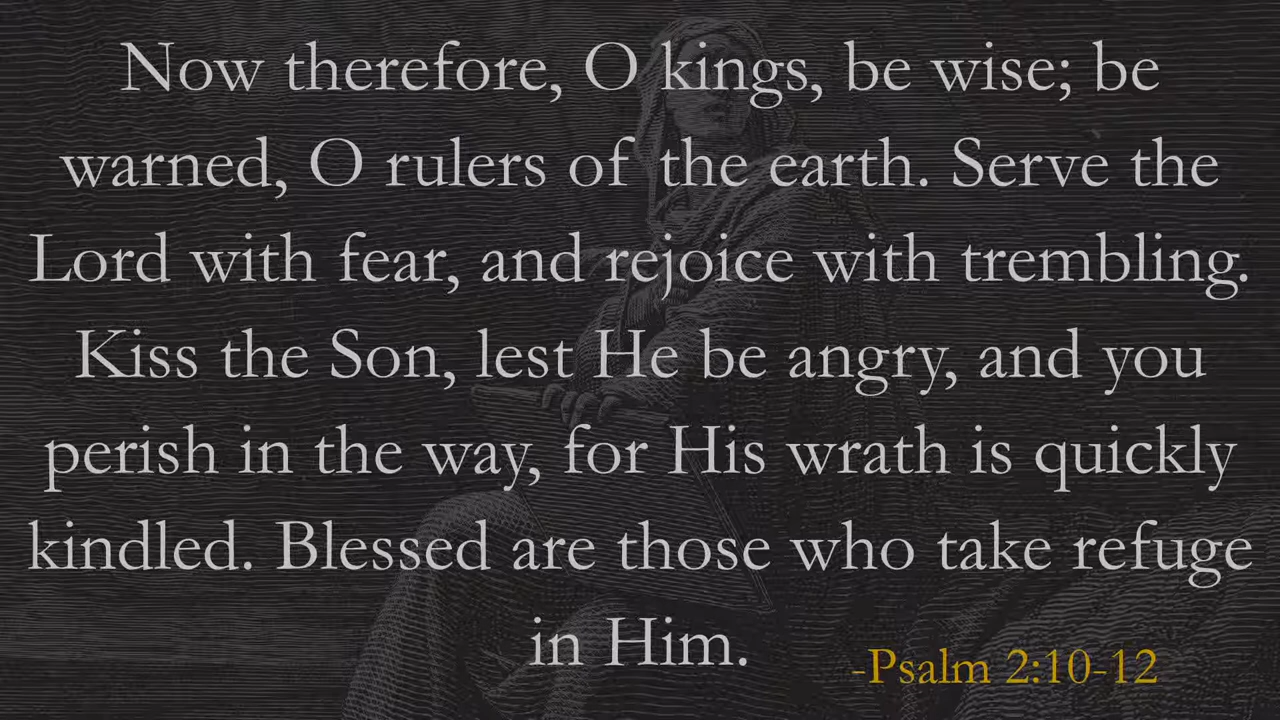 Now therefore, O kings, be wise; be
warned, O rulers of the earth. Serve the
Lord with fear, and rejoice with trembling.
Kiss the Son, lest He be angry, and you
perish in the way, for His wrath is quickly
kindled. Blessed are those who take refuge
in Him.
-Psalm 2:10-12